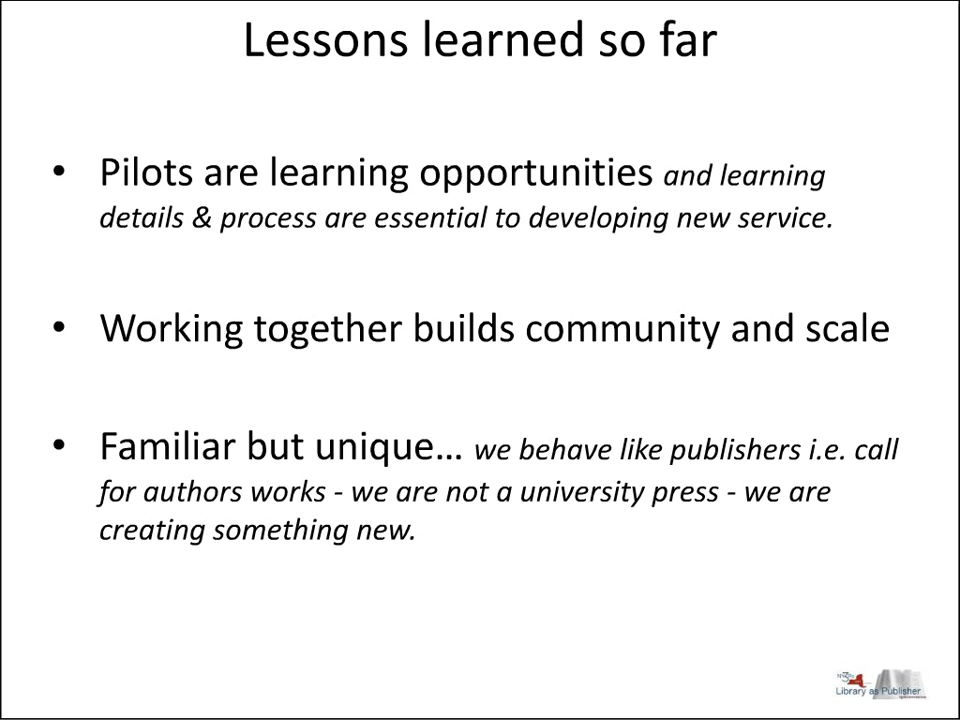 Lessons learned so far
• Pilots are learning opportunities and learning
details & process are essential to developing new service.
• Working together builds community and scale
• Familiar but unique… we behave like publishers i.e. call
for authors works - we are not a university press - we are
creating something new.
Library as Publisher